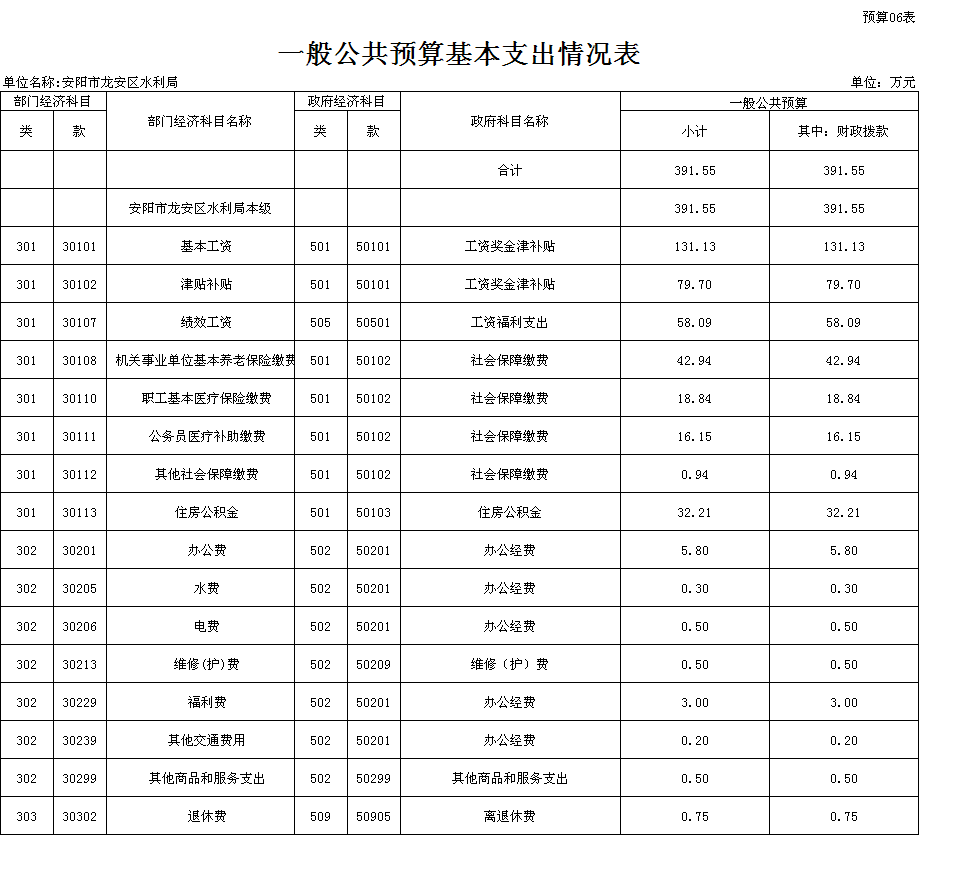 预算06表
一般公共预算基本支出情况表
单位名称:安阳市龙安区水利局 单位: 万元
部门经济科目 部门经济科目名称 政府经济科目 政府科目名称 一般公共预算
类 款 类 款 小计 其中: 财政拨款
合计 391.55 391.55
安阳市龙安区水利局本级 391.55 391.55
301 30101 基本工资 501 50101 工资奖金津补贴 131.13 131.13
301 30102 津贴补贴 501 50101 工资奖金津补贴 79.70 79.70
301 30107 绩效工资 505 50501 工资福利支出 58.09 58.09
301 30108 机关事业单位基本养老保险缴费 501 50102 社会保障缴费 42.94 42.94
301 30110 职工基本医疗保险缴费 501 50102 社会保障缴费 18.84 18.84
301 30111 公务员医疗补助缴费 501 50102 社会保障缴费 16.15 16.15
301 30112 其他社会保障缴费 501 50102 社会保障缴费 0.94 0.94
301 30113 住房公积金 501 50103 住房公积金 32.21 32.21
302 30201 办公费 502 50201 办公经费 5.80 5.80
302 30205 水费 502 50201 办公经费 0.30 0.30
302 30206 电费 502 50201 办公经费 0.50 0.50
302 30213 维修(护)费 502 50209 维修（护）费 0.50 0.50
302 30229 福利费 502 50201 办公经费 3.00 3.00
302 30239 其他交通费用 502 50201 办公经费 0.20 0.20
302 30299 其他商品和服务支出 502 50299 其他商品和服务支出 0.50 0.50
303 30302 退休费 509 50905 离退休费 0.75 0.75